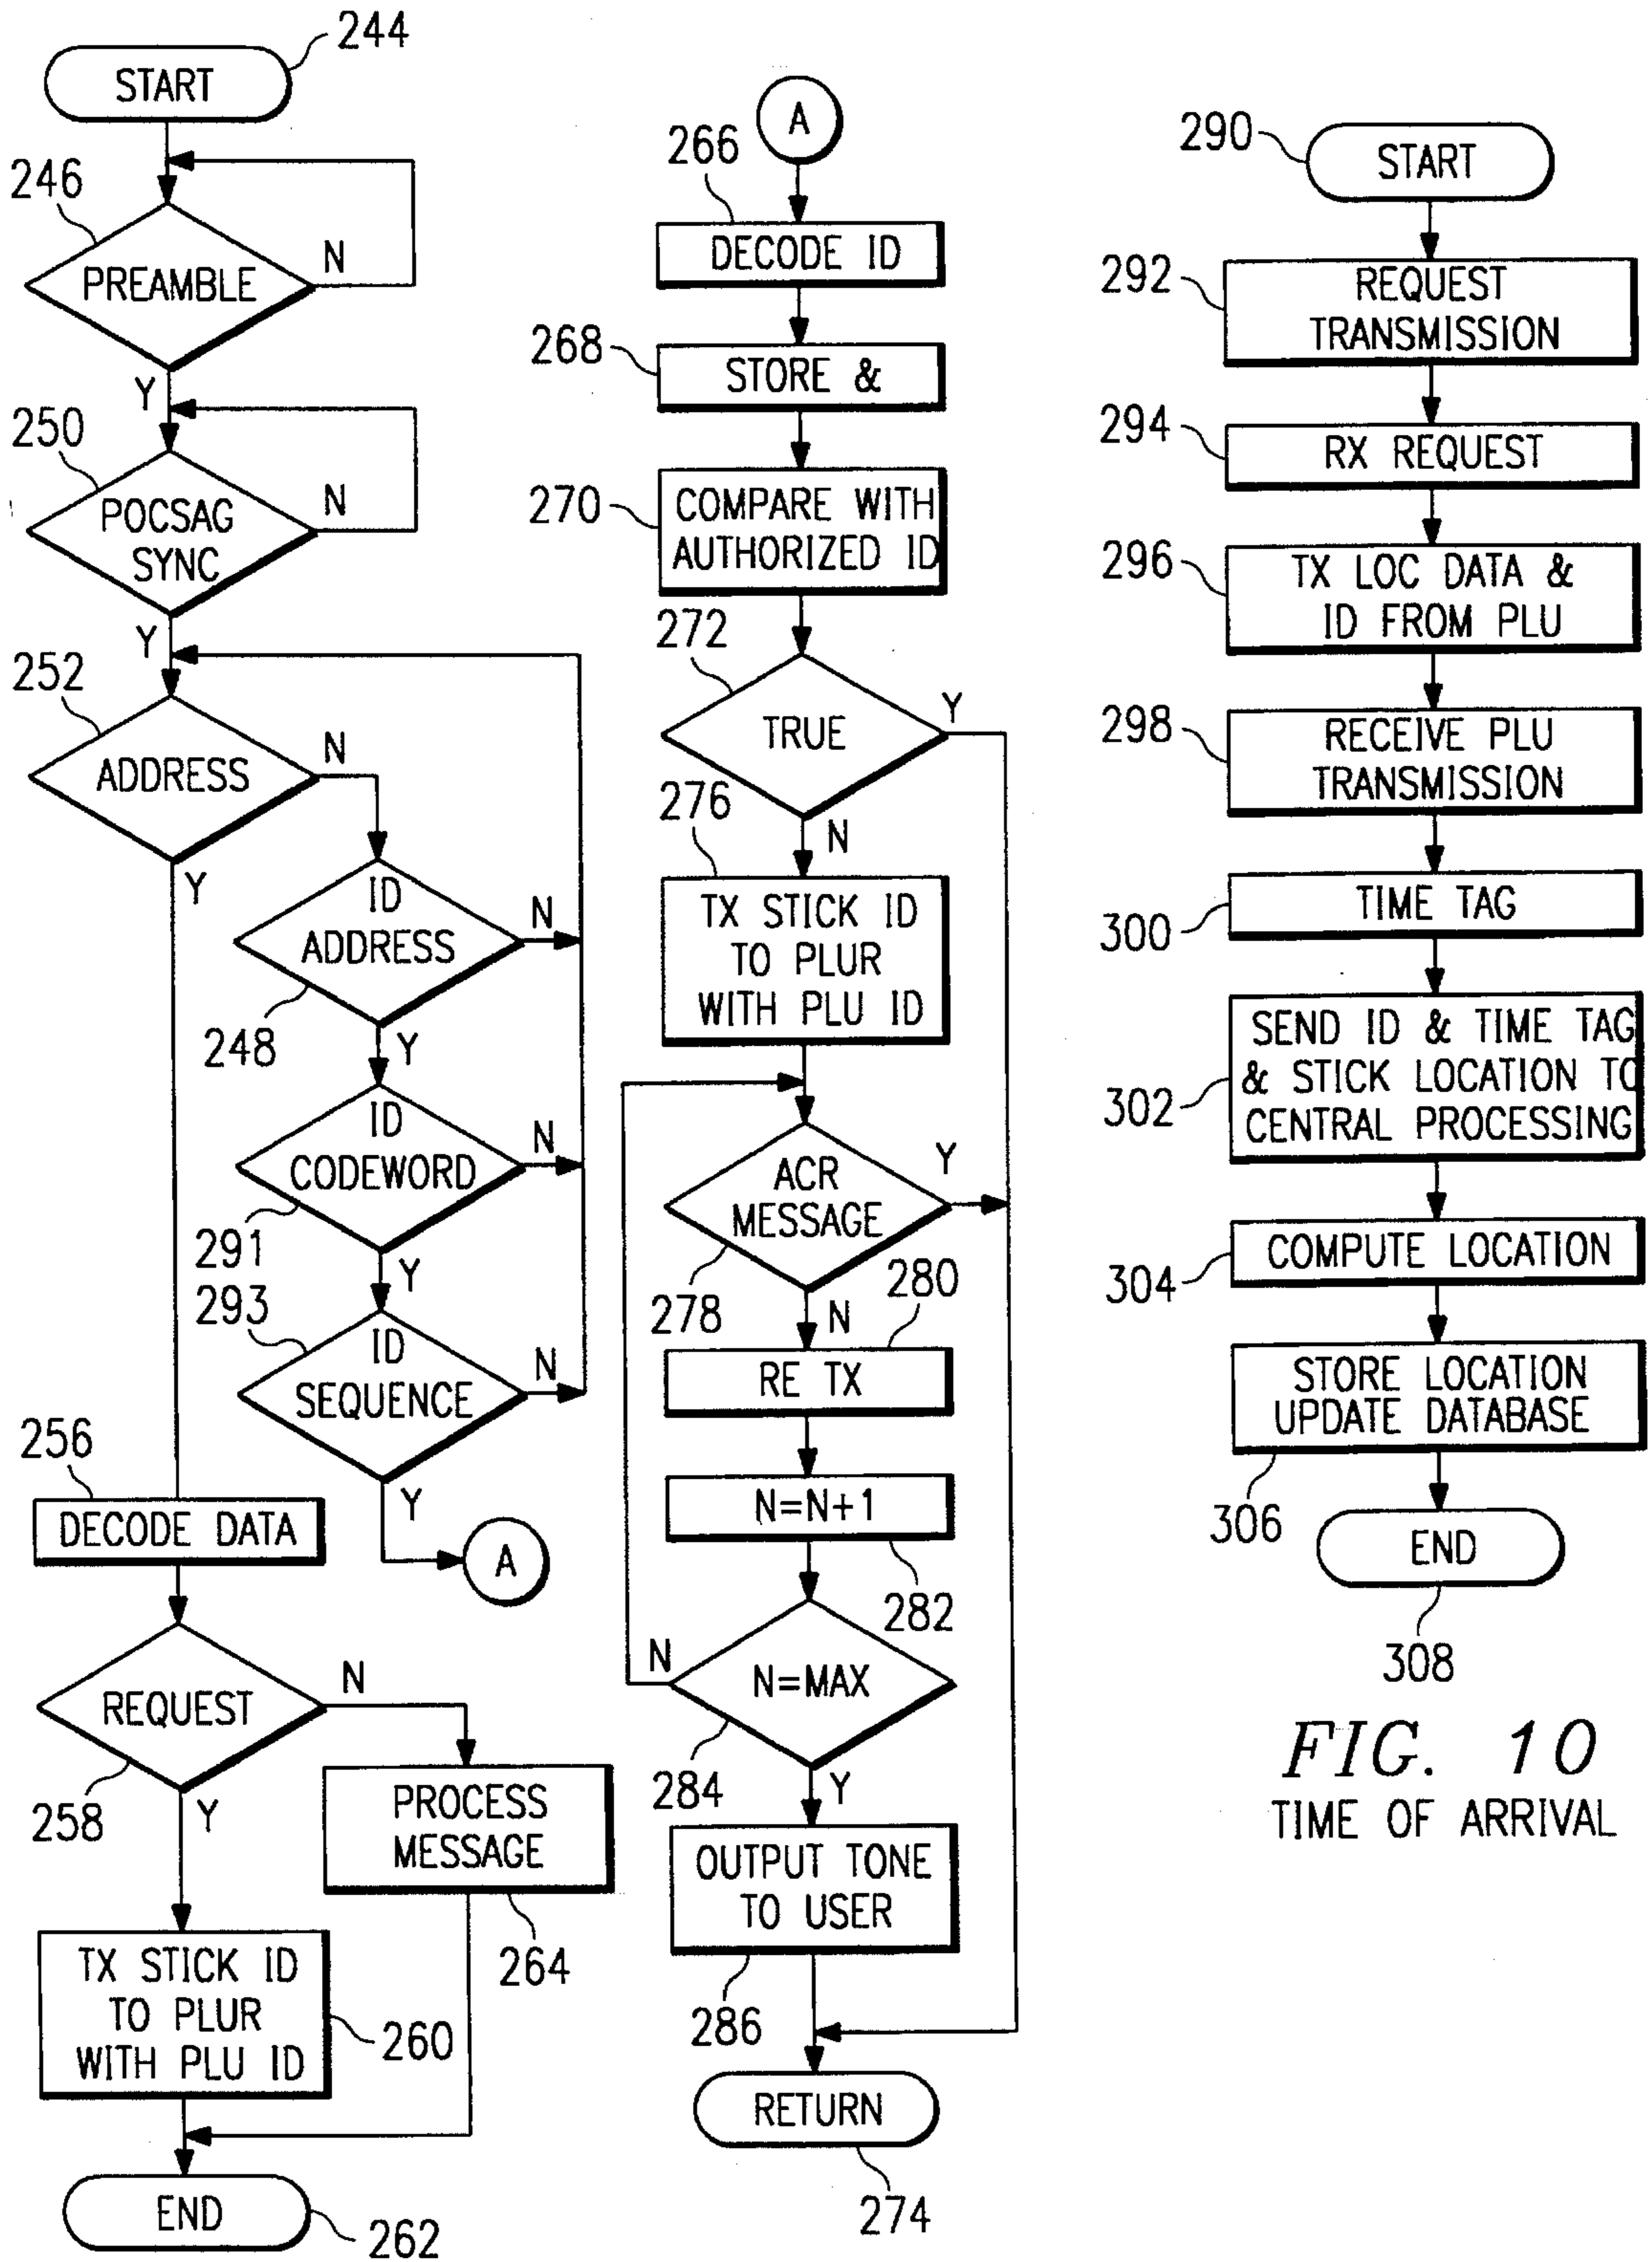 244
START
246
PREAMBLE
N
Y
250
POCSAG
SYNC
N
Y
252
ADDRESS
N
Y
ID
ADDRESS
N
248
Y
ID
CODEWORD
N
291
Y
293
ID
SEQUENCE
N
Y
A
256
DECODE DATA
REQUEST
N
258
Y
PROCESS
MESSAGE
264
TX STICK ID
TO PLUR
WITH PLU ID
260
END
262
A
266
DECODE ID
268
STORE &
270
COMPARE WITH
AUTHORIZED ID
272
TRUE
Y
276
N
TX STICK ID
TO PLUR
WITH PLU ID
ACR
MESSAGE
Y
278
N
280
RE TX
N=N+1
282
N=MAX
N
284
Y
OUTPUT TONE
TO USER
286
RETURN
274
290
START
292
REQUEST
TRANSMISSION
294
RX REQUEST
296
TX LOC DATA &
ID FROM PLU
298
RECEIVE PLU
TRANSMISSION
300
TIME TAG
302
SEND ID & TIME TAG
& STICK LOCATION TO
CENTRAL PROCESSING
304
COMPUTE LOCATION
STORE LOCATION
UPDATE DATABASE
306
END
308
FIG. 10
TIME OF ARRIVAL